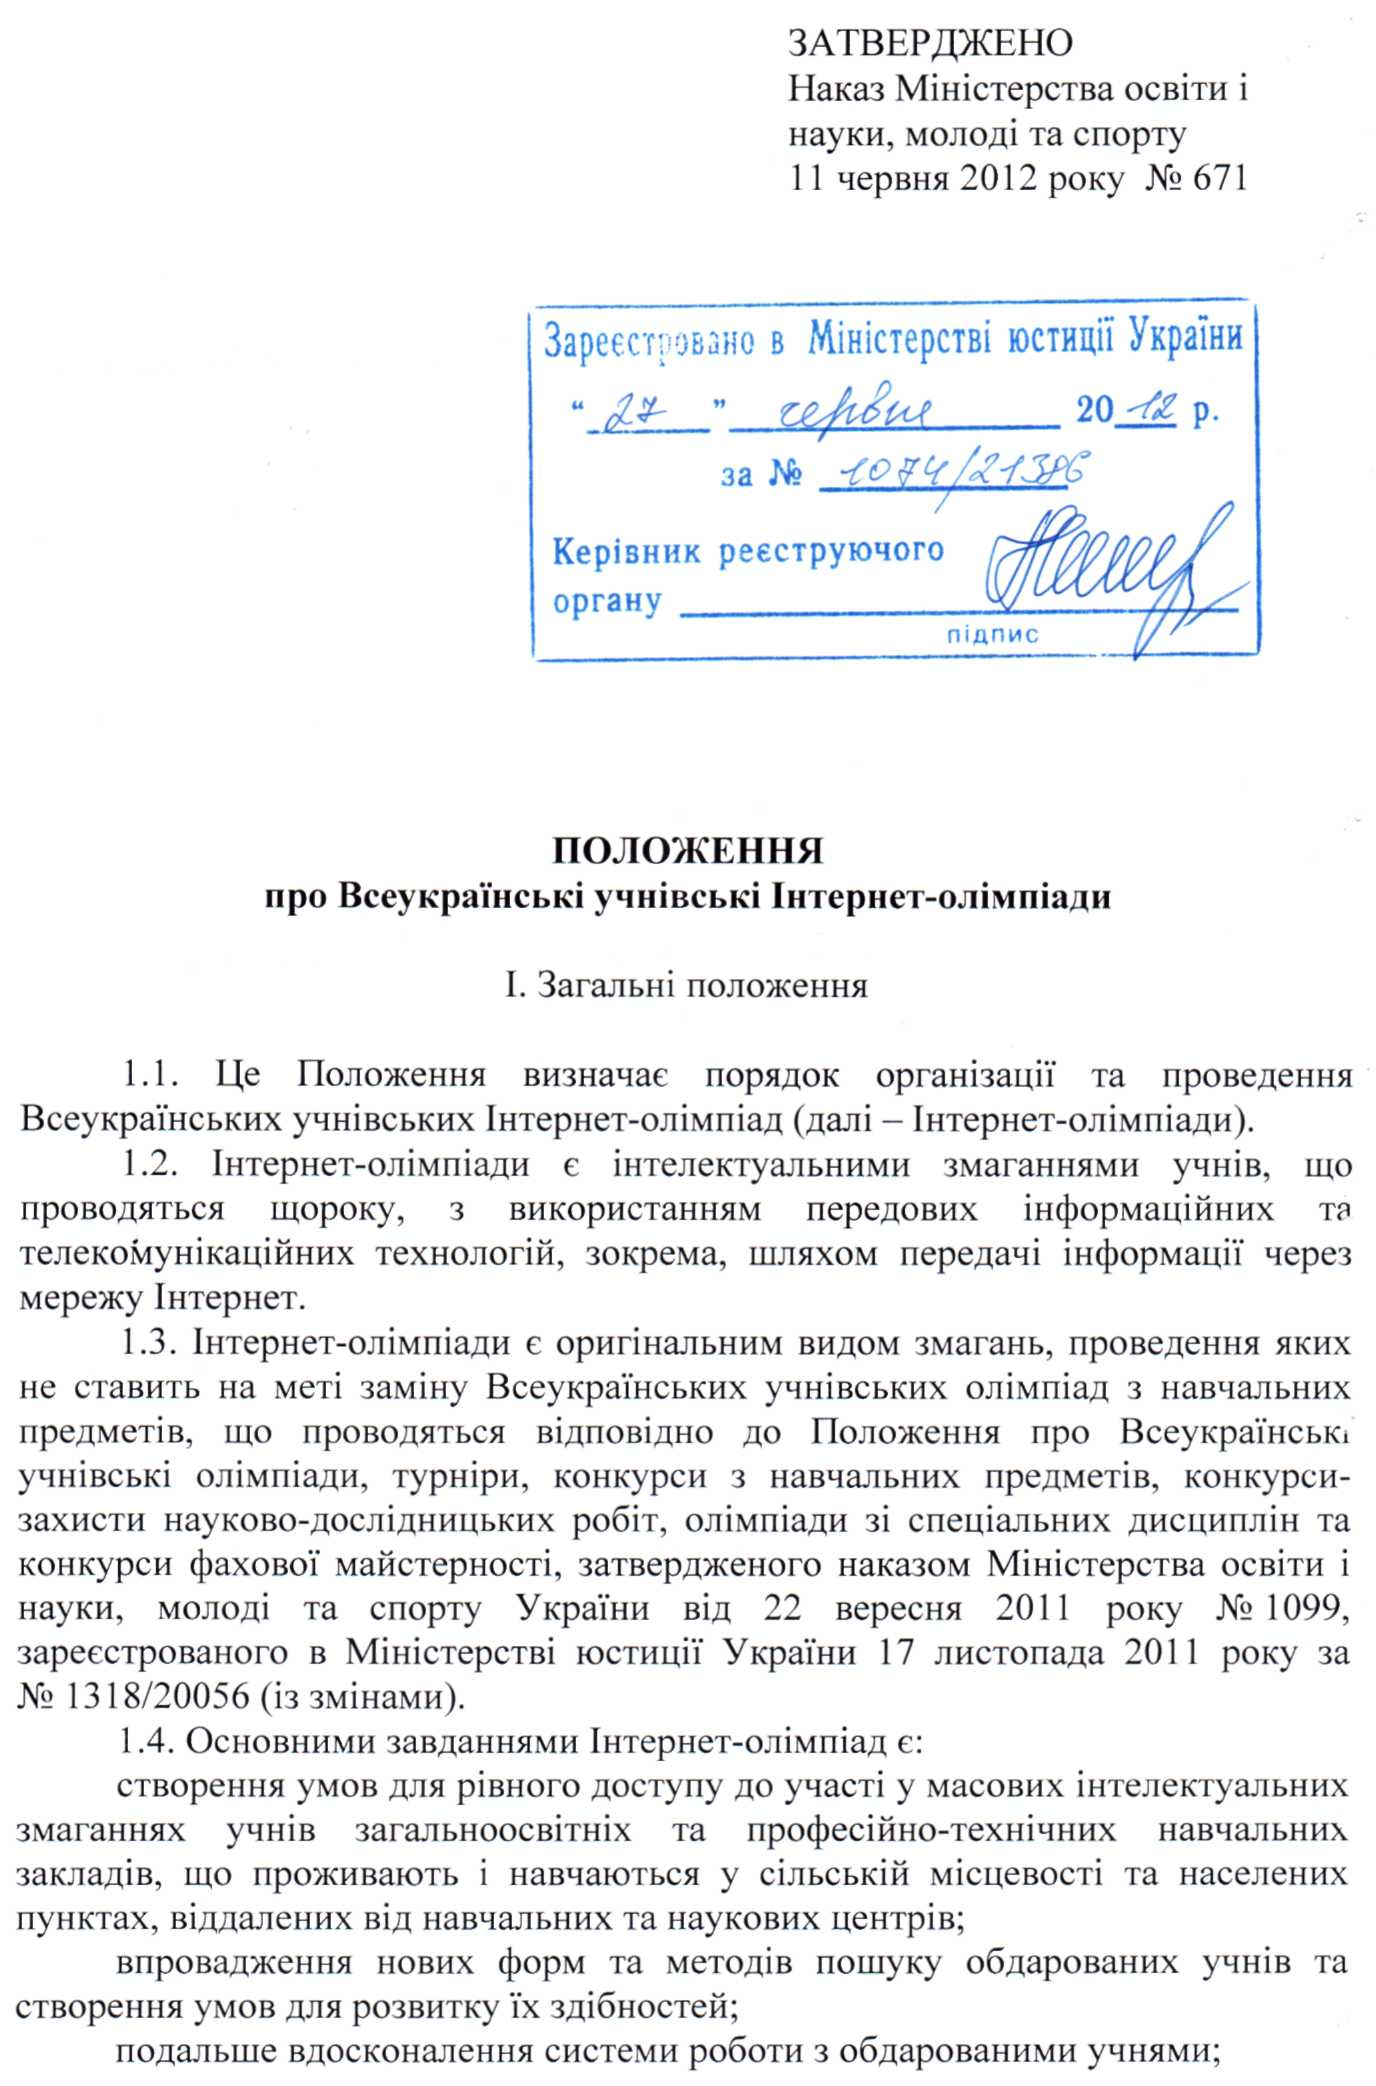 ЗАТВЕРДЖЕНО
Наказ Міністерства освіти і
науки, молоді та спорту
11 червня 2012 року № 671
Зареєстровано в Міністерстві юстиції України
“ 27 ” червня 2012 р.
за № 1074/21386
Керівник реєструючого
органу
підпис
ПОЛОЖЕННЯ
про Всеукраїнські учнівські Інтернет-олімпіади
І. Загальні положення
1.1. Це Положення визначає порядок організації та проведення
Всеукраїнських учнівських Інтернет-олімпіад (далі – Інтернет-олімпіади).
1.2. Інтернет-олімпіади є інтелектуальними змаганнями учнів, що
проводяться щороку, з використанням передових інформаційних та
телекомунікаційних технологій, зокрема, шляхом передачі інформації через
мережу Інтернет.
1.3. Інтернет-олімпіади є оригінальним видом змагань, проведення яких
не ставить на меті заміну Всеукраїнських учнівських олімпіад з навчальних
предметів, що проводяться відповідно до Положення про Всеукраїнські
учнівські олімпіади, турніри, конкурси з навчальних предметів, конкурси-
захисти науково-дослідницьких робіт, олімпіади зі спеціальних дисциплін та
конкурси фахової майстерності, затвердженого наказом Міністерства освіти і
науки, молоді та спорту України від 22 вересня 2011 року № 1099,
зареєстрованого в Міністерстві юстиції України 17 листопада 2011 року за
№ 1318/20056 (із змінами).
1.4. Основними завданнями Інтернет-олімпіад є:
створення умов для рівного доступу до участі у масових інтелектуальних
змаганнях учнів загальноосвітніх та професійно-технічних навчальних
закладів, що проживають і навчаються у сільській місцевості та населених
пунктах, віддалених від навчальних та наукових центрів;
впровадження нових форм та методів пошуку обдарованих учнів та
створення умов для розвитку їх здібностей;
подальше вдосконалення системи роботи з обдарованими учнями;